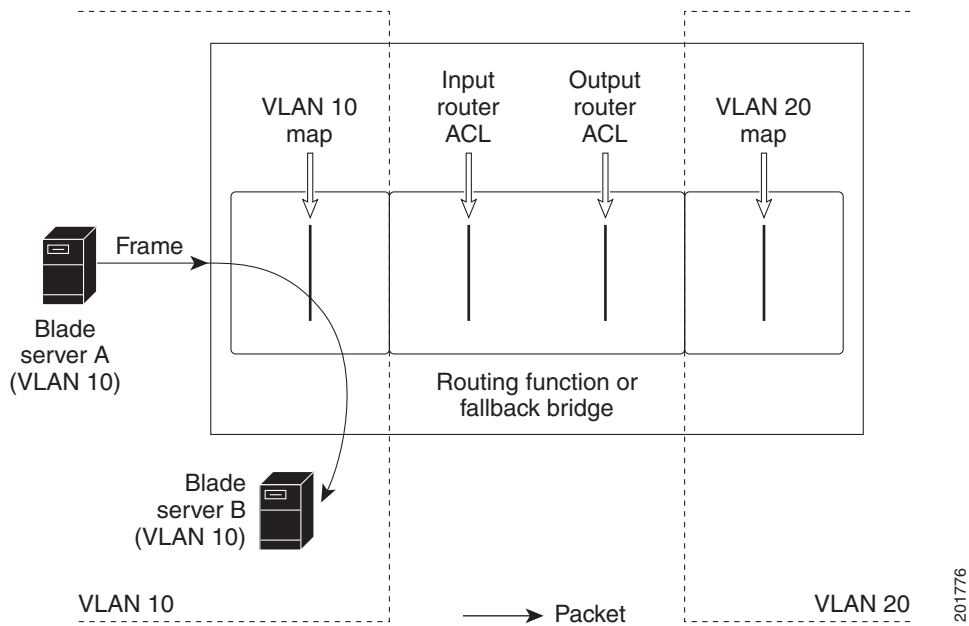 VLAN 10
map
Input
router
ACL
Output
router
ACL
VLAN 20
map
Frame
Blade
server A
(VLAN 10)
Routing function or
fallback bridge
Blade
server B
(VLAN 10)
VLAN 10
Packet
VLAN 20
201776